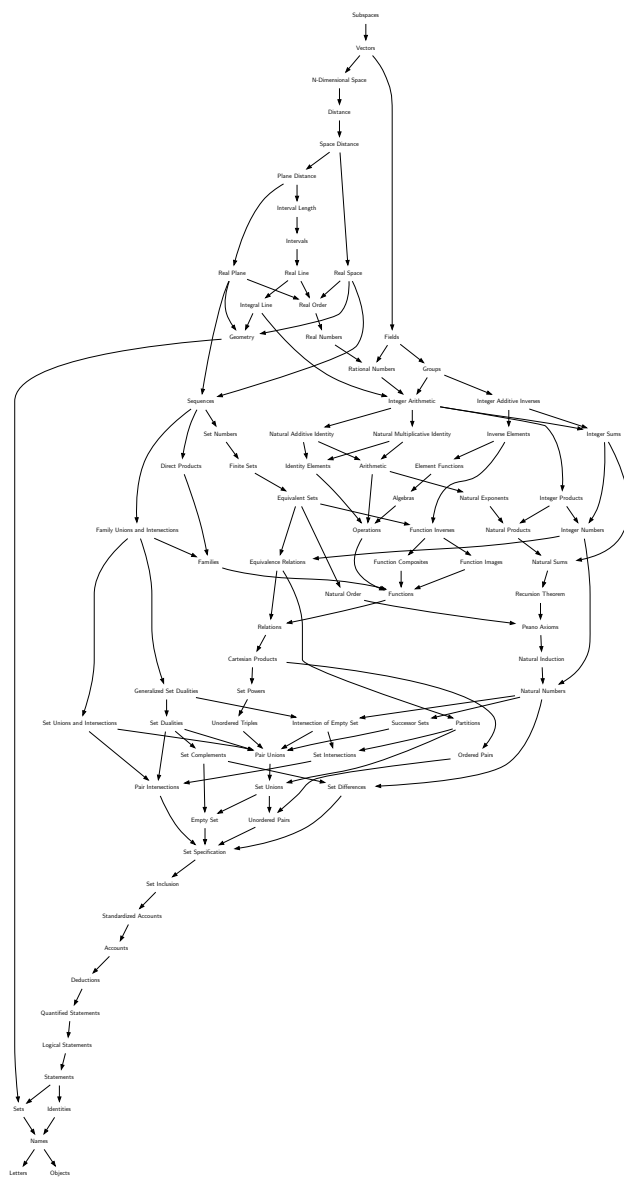 Subspaces
Vectors
N-Dimensional Space
Distance
Space Distance
Plane Distance
Interval Length
Intervals
Real Plane Real Line Real Space
Integral Line Real Order
Geometry Real Numbers Fields
Rational Numbers Groups
Sequences Integer Arithmetic Integer Additive Inverses
Set Numbers Natural Additive Identity Natural Multiplicative Identity Inverse Elements Integer Sums
Direct Products Finite Sets Identity Elements Arithmetic Element Functions
Equivalent Sets Algebras Natural Exponents Integer Products
Family Unions and Intersections Operations Function Inverses Natural Products Integer Numbers
Families Equivalence Relations Function Composites Function Images Natural Sums
Natural Order Functions Recursion Theorem
Relations Peano Axioms
Cartesian Products Natural Induction
Generalized Set Dualities Set Powers Natural Numbers
Set Unions and Intersections Set Dualities Unordered Triples Intersection of Empty Set Successor Sets Partitions
Set Complements Pair Unions Set Intersections Ordered Pairs
Pair Intersections Set Unions Set Differences
Empty Set Unordered Pairs
Set Specification
Set Inclusion
Standardized Accounts
Accounts
Deductions
Quantified Statements
Logical Statements
Statements
Sets Identities
Names
Letters Objects